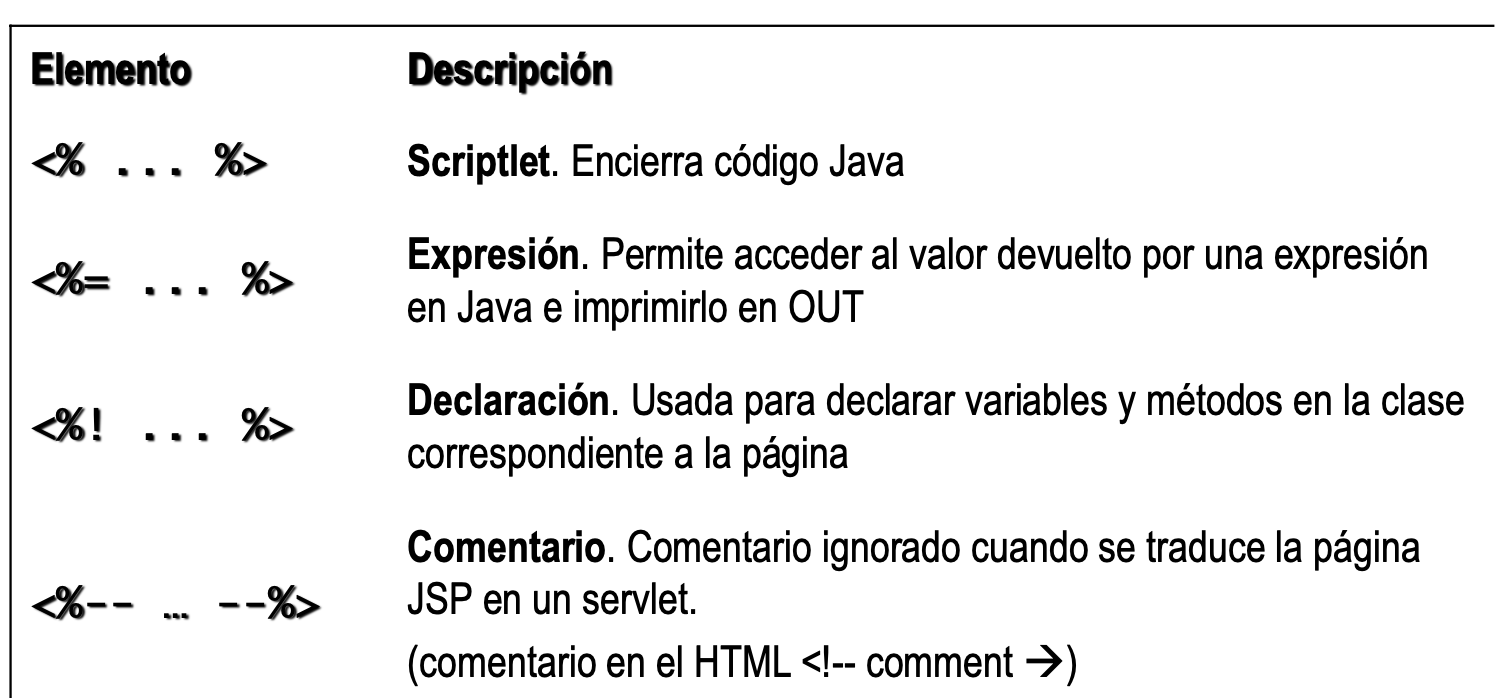 Elemento Descripción
<% ... %> Scriptlet. Encierra código Java
<%= ... %> Expresión. Permite acceder al valor devuelto por una expresión
en Java e imprimirlo en OUT
<%! ... %> Declaración. Usada para declarar variables y métodos en la clase
correspondiente a la página
<%-- … --%> Comentario. Comentario ignorado cuando se traduce la página
JSP en un servlet.
(comentario en el HTML <!-- comment →)